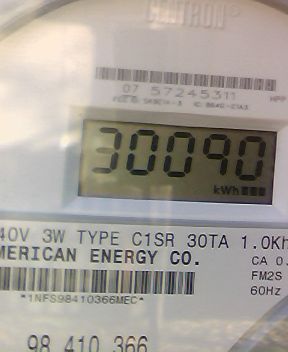 CENTRON®
07 57245311
30090
kWh
40V 3W TYPE C1SR 30TA 1.0Kh
MERICAN ENERGY CO.
CA 0.
FM2S
*1NFS98410366MEC*
60Hz
98 410 366